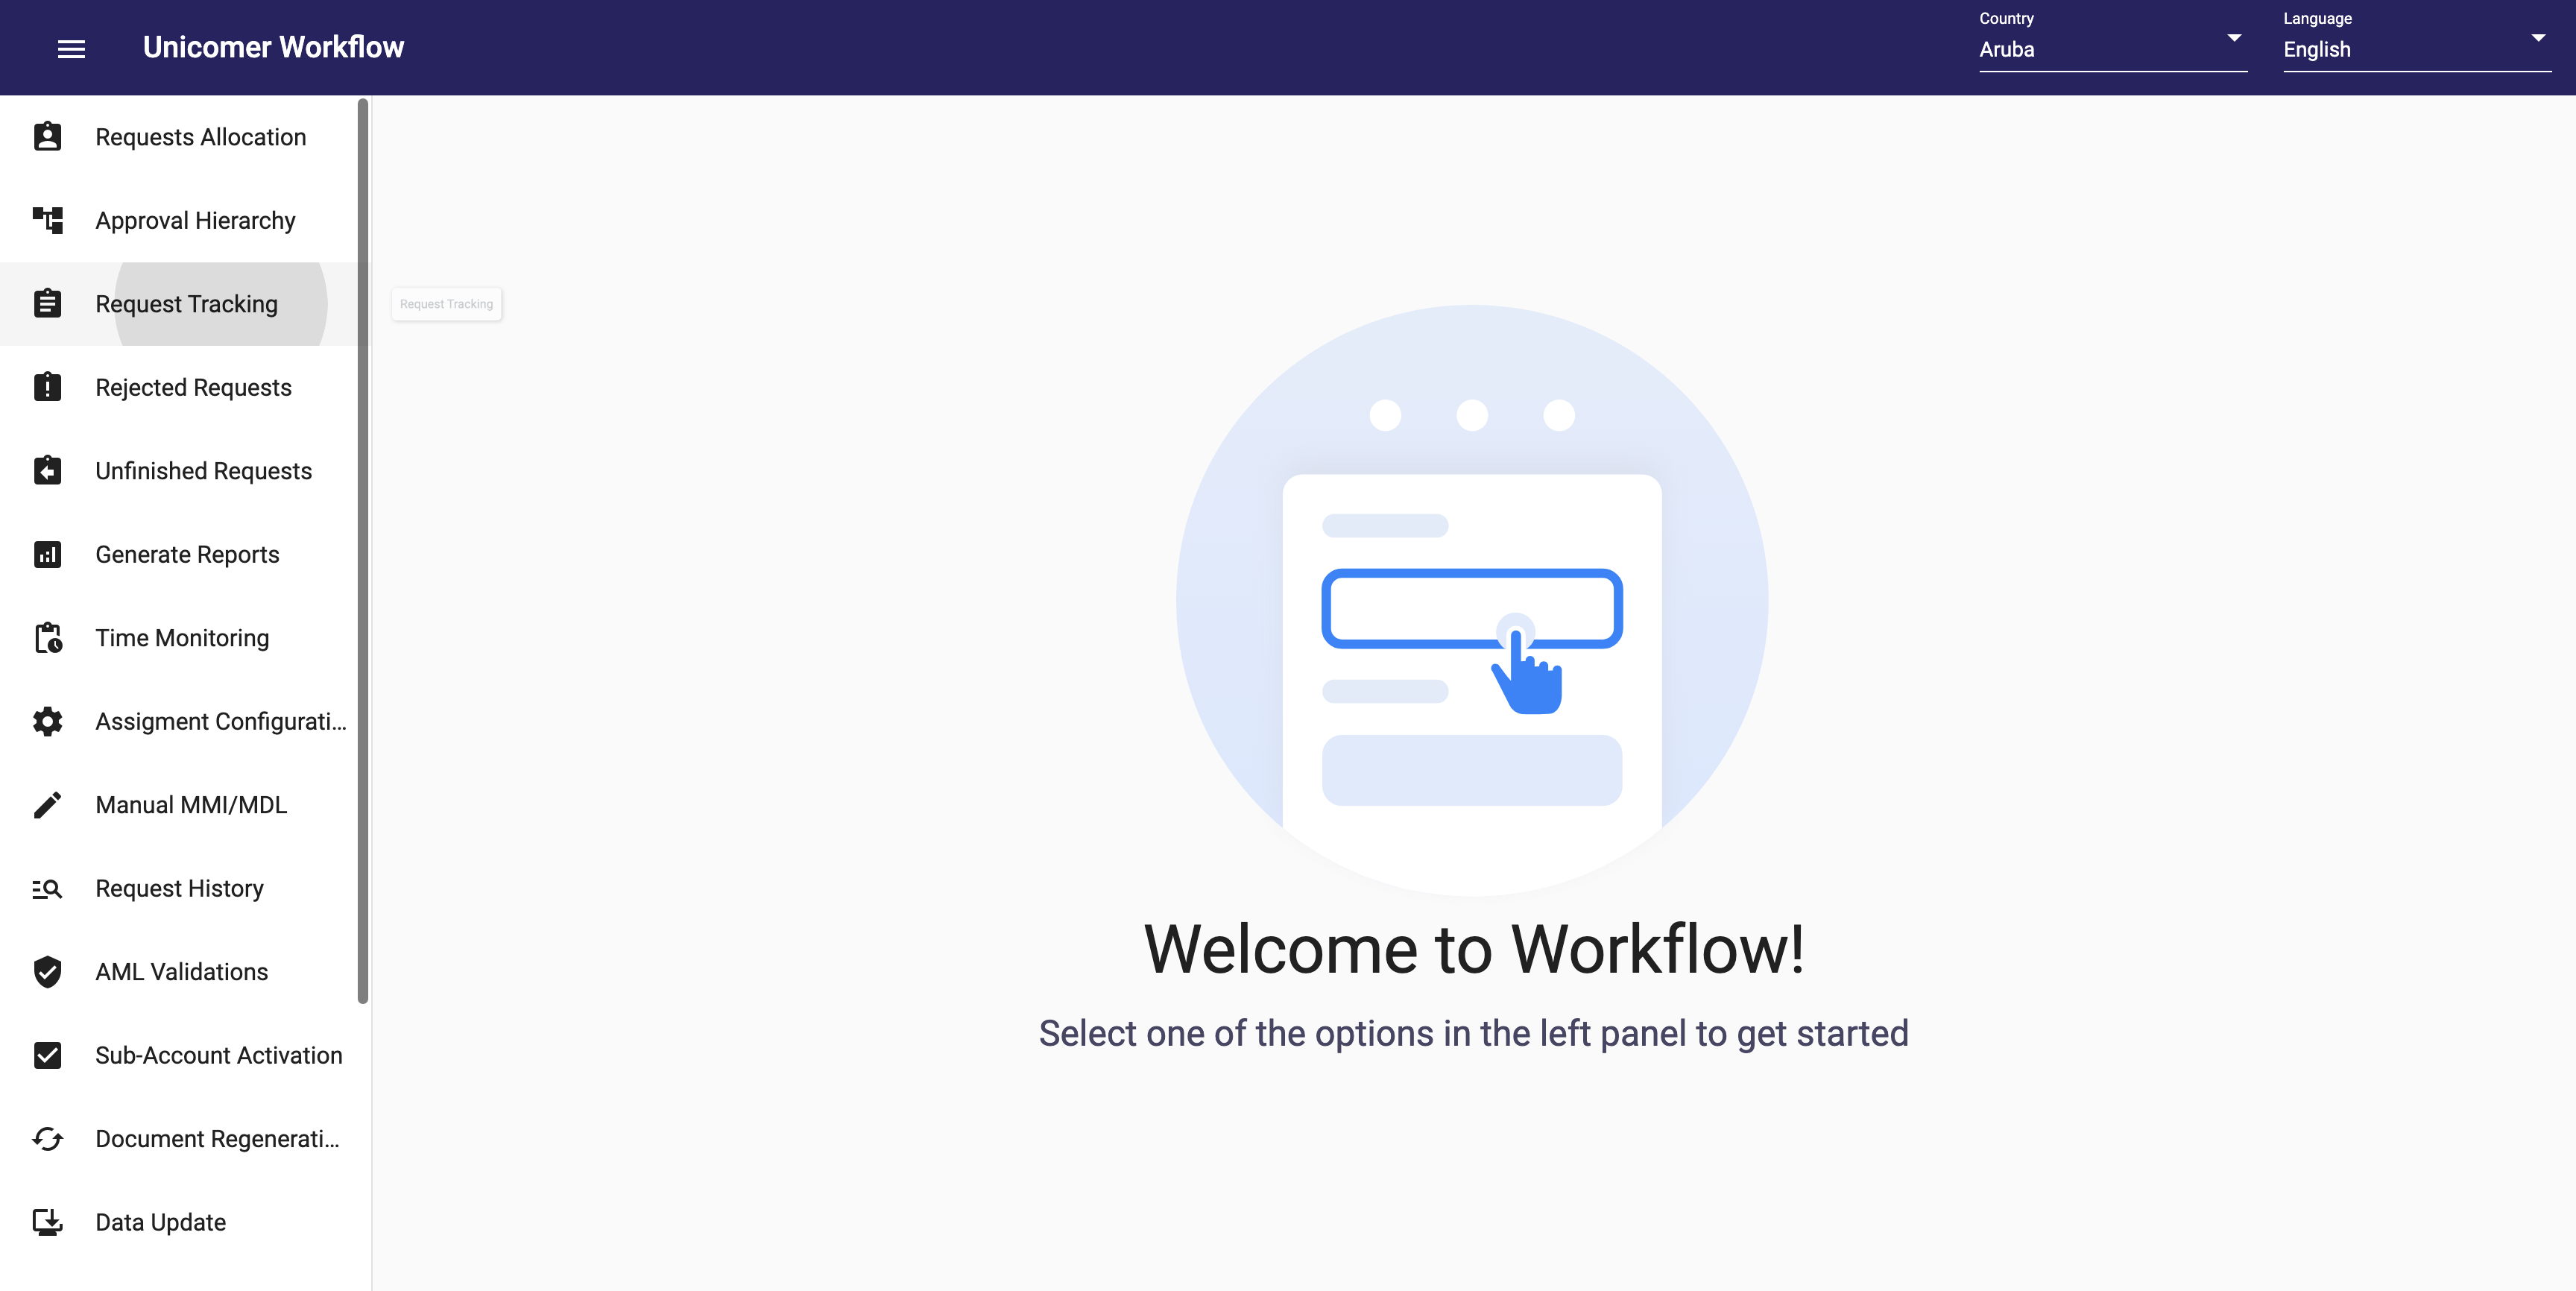 Unicomer Workflow
Country
Aruba
Language
English
Requests Allocation
Approval Hierarchy
Request Tracking
Request Tracking
Rejected Requests
Unfinished Requests
Generate Reports
Time Monitoring
Assigment Configurati...
Manual MMI/MDL
Request History
AML Validations
Sub-Account Activation
Document Regenerati...
Data Update
Welcome to Workflow!
Select one of the options in the left panel to get started